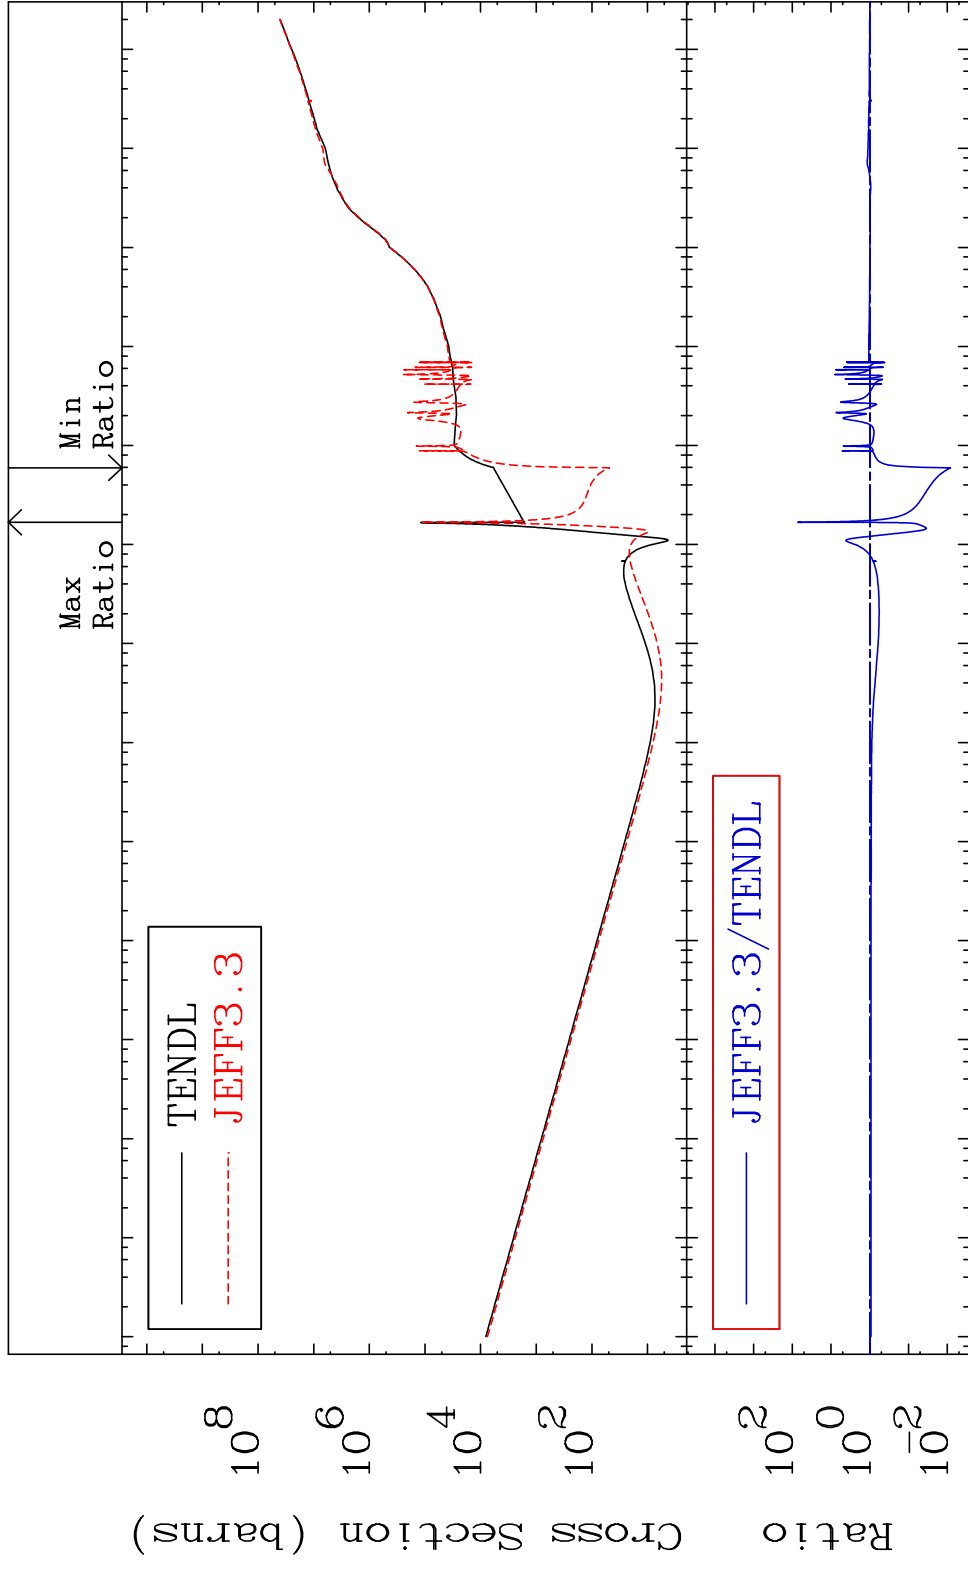 Max
Ratio
Min
Ratio
TENDL
JEFF3.3
10^8
10^6
10^4
10^2
Cross Section (barns)
JEFF3.3/TENDL
10^2
10^0
10^-2
Ratio